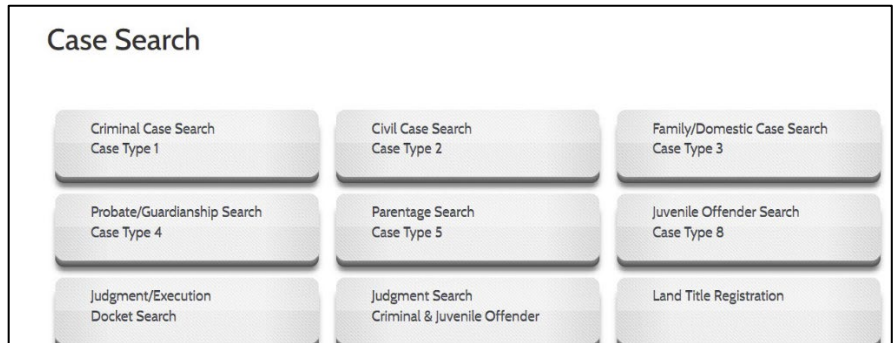 Case Search
Criminal Case Search
Case Type 1
Civil Case Search
Case Type 2
Family/Domestic Case Search
Case Type 3
Probate/Guardianship Search
Case Type 4
Parentage Search
Case Type 5
Juvenile Offender Search
Case Type 8
Judgment/Execution
Docket Search
Judgment Search
Criminal & Juvenile Offender
Land Title Registration